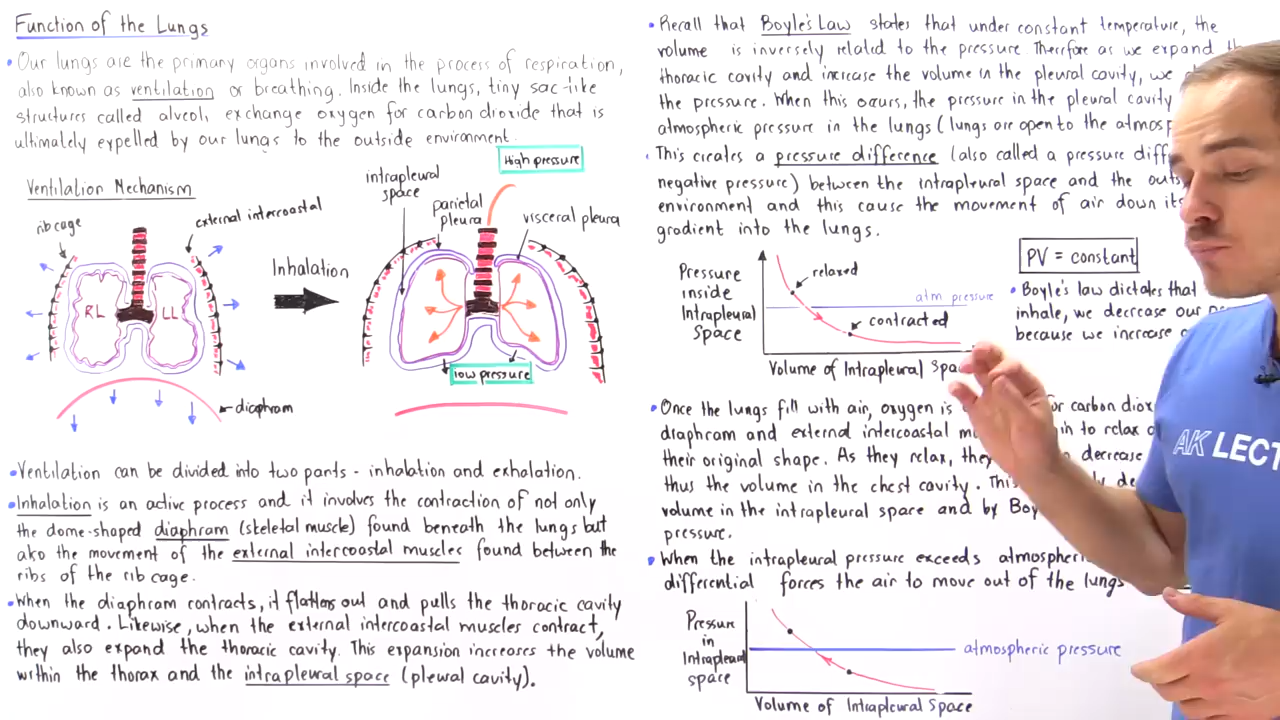 Function of the Lungs
• Our lungs are the primary organs involved in the process of respiration,
also known as ventilation or breathing. Inside the lungs, tiny sac-like
structures called alveoli exchange oxygen for carbon dioxide that is
ultimately expelled by our lungs to the outside environment.
Ventilation Mechanism
rib cage
external intercostal
RL
LL
diaphram
Inhalation
High pressure
intrapleural
space
parietal
pleura
visceral pleura
low pressure
• Ventilation can be divided into two parts - inhalation and exhalation.
• Inhalation is an active process and it involves the contraction of not only
the dome-shaped diaphram (skeletal muscle) found beneath the lungs but
also the movement of the external intercostal muscles found between the
ribs of the rib cage.
• When the diaphram contracts, it flattens out and pulls the thoracic cavity
downward. Likewise, when the external intercostal muscles contract,
they also expand the thoracic cavity. This expansion increases the volume
within the thorax and the intrapleural space (pleural cavity).
• Recall that Boyle's Law states that under constant temperature, the
volume is inversely related to the pressure. Therefore as we expand
thoracic cavity and increase the volume in the pleural cavity, we
the pressure. When this occurs, the pressure in the pleural cavity
atmospheric pressure in the lungs (lungs are open to the
• This creates a pressure difference (also called a pressure
negative pressure) between the intrapleural space and the
environment and this cause the movement of air down
gradient into the lungs.
Pressure
inside
Intrapleural
Space
relaxed
atm pressure
contracted
Volume of Intrapleural
PV = constant
• Boyle's law dictates that
inhale, we decrease our
because we increase
• Once the lungs fill with air, oxygen is for carbon
diaphram and external intercostal to relax
their original shape. As they relax, they decrease
thus the volume in the chest cavity.
volume in the intrapleural space and by
pressure.
• When the intrapleural pressure exceeds
differential forces the air to move out of the lungs
Pressure
in
Intrapleural
space
atmospheric pressure
Volume of Intrapleural Space
AK LECT